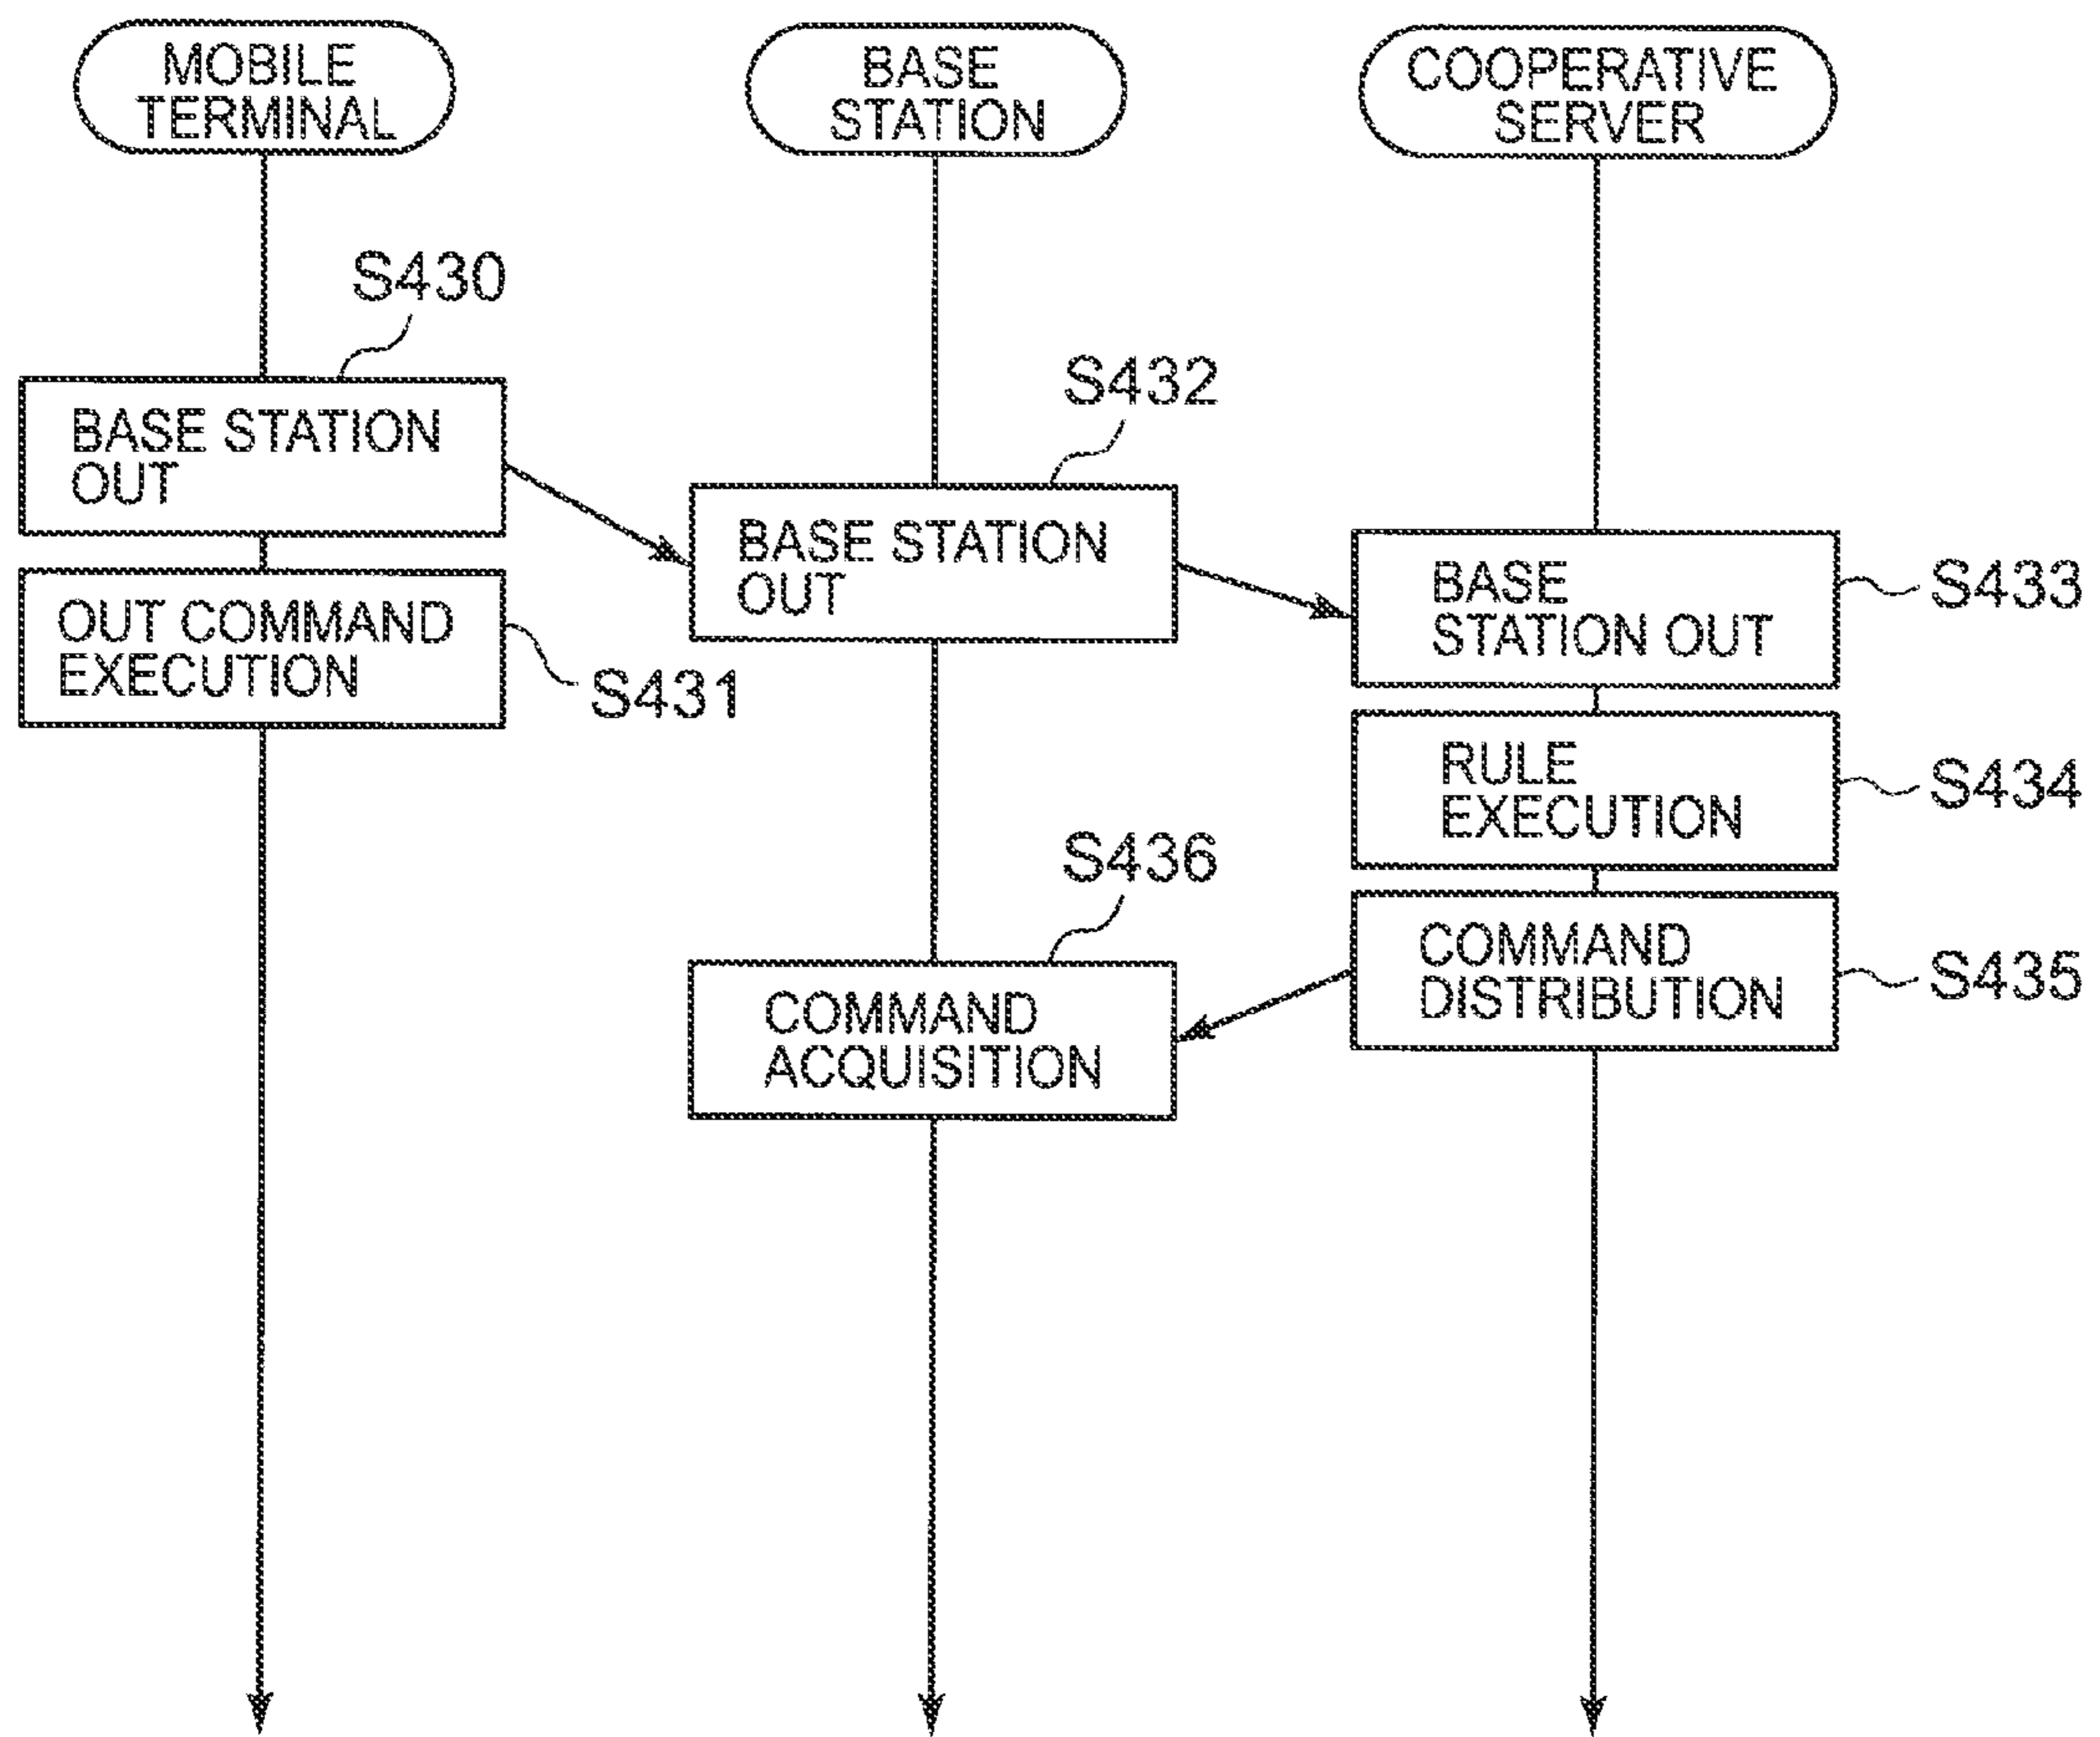 MOBILE
TERMINAL
BASE
STATION
COOPERATIVE
SERVER
S430
BASE STATION
OUT
S432
BASE STATION
OUT
BASE
STATION OUT
S433
OUT COMMAND
EXECUTION
S431
RULE
EXECUTION
S434
S436
COMMAND
DISTRIBUTION
S435
COMMAND
ACQUISITION